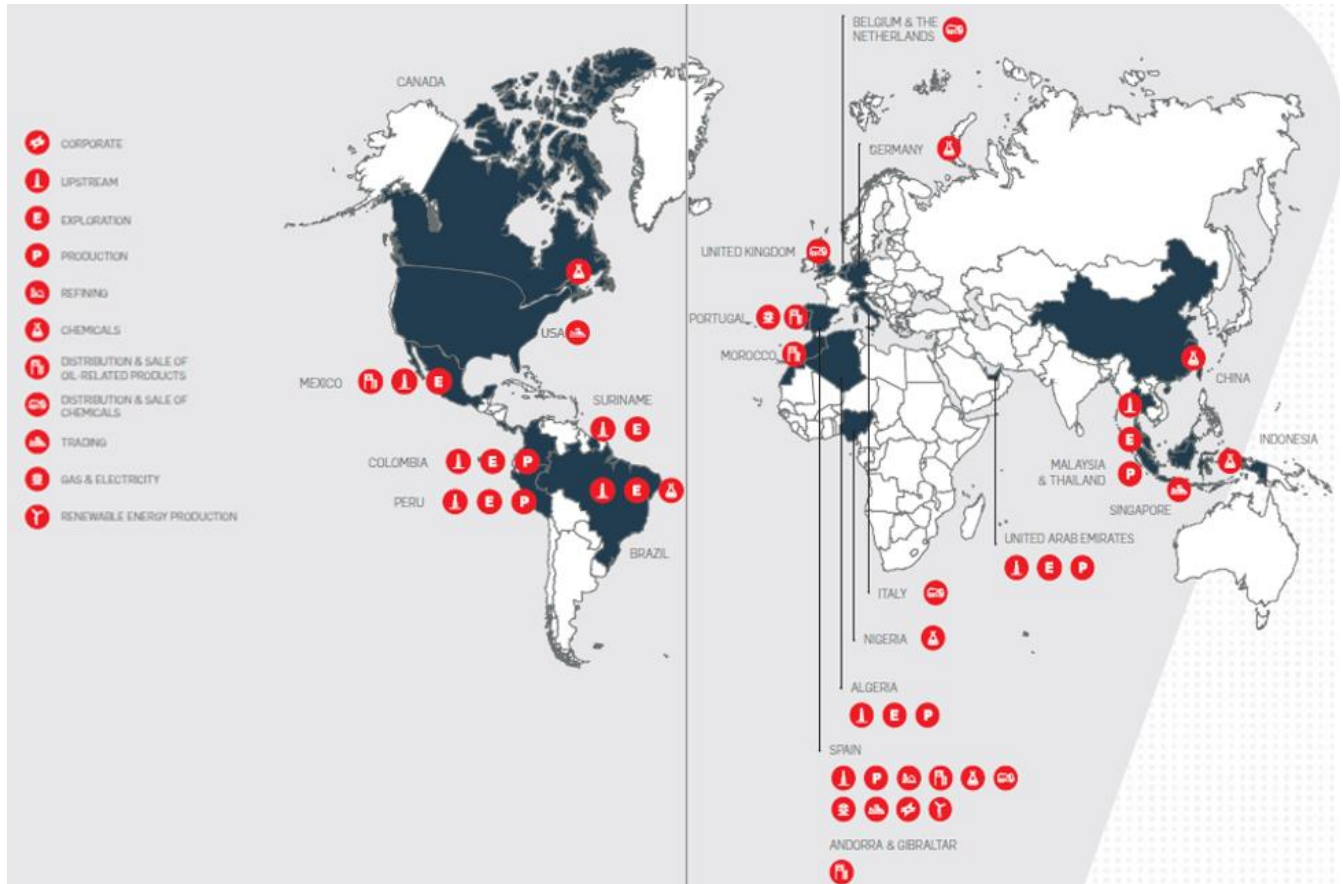 CORPORATE
UPSTREAM
E EXPLORATION
P PRODUCTION
REFINING
CHEMICALS
DISTRIBUTION & SALE OF
OIL-RELATED PRODUCTS
DISTRIBUTION & SALE OF
CHEMICALS
TRADING
GAS & ELECTRICITY
RENEWABLE ENERGY PRODUCTION
CANADA
USA
MEXICO
E
SURINAME
E
COLOMBIA
E P
PERU
E P
E
BRAZIL
BELGIUM & THE
NETHERLANDS
GERMANY
UNITED KINGDOM
PORTUGAL
MOROCCO
CHINA
E
INDONESIA
MALAYSIA
& THAILAND
P
SINGAPORE
UNITED ARAB EMIRATES
E P
ITALY
NIGERIA
ALGERIA
E P
SPAIN
P
ANDORRA & GIBRALTAR